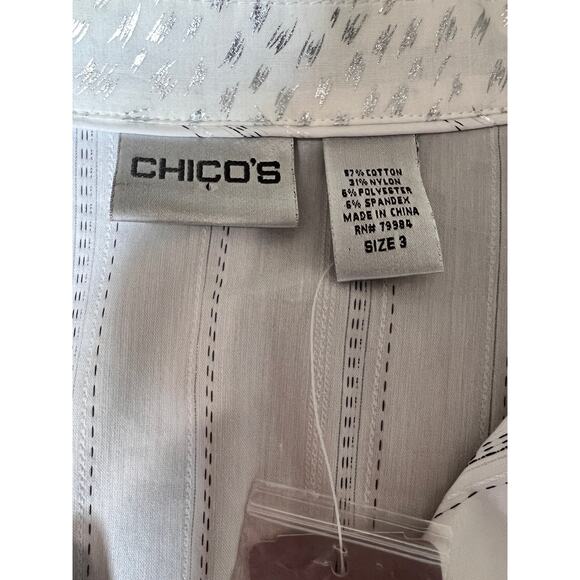 CHICO'S
57% COTTON
31% NYLON
6% POLYESTER
6% SPANDEX
MADE IN CHINA
RN# 79984
SIZE 3